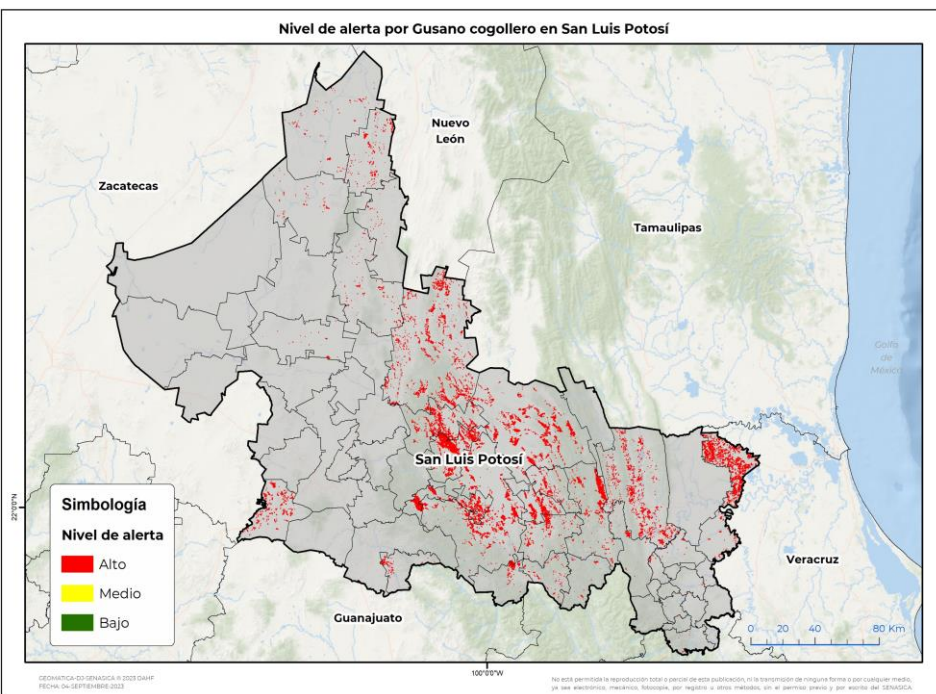 Nivel de alerta por Gusano cogollero en San Luis Potosí
Nuevo
León
Zacatecas
Tamaulipas
Golfo
de
México
San Luis Potosí
22°0'0"N
Simbología
Nivel de alerta
Alto
Medio
Bajo
Veracruz
Guanajuato
0 20 40 80 Km
100°0'0"W
GEOMÁTICA-DJ-SENASICA ® 2023 DAHF
FECHA: 04-SEPTIEMBRE-2023
No está permitida la reproducción total o parcial de esta publicación, ni la transmisión de ninguna forma o por cualquier medio,
ya sea electrónico, mecánico, fotocopia, por registro u otros métodos, sin el permiso previo y por escrito del SENASICA.